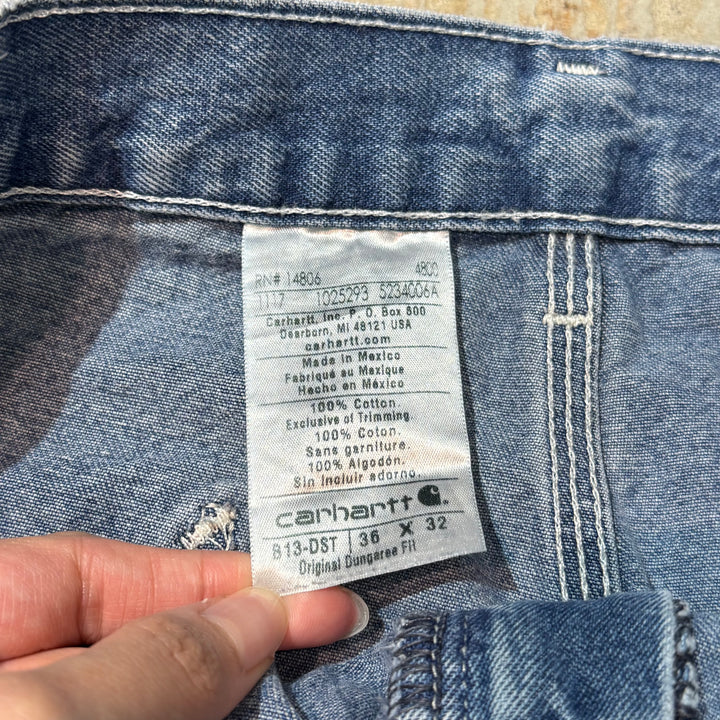 RN# 14806 4800
1117 1025293 5234006A
Carhartt, Inc. P. O. Box 600
Dearborn, MI 48121 USA
carhartt.com
Made in Mexico
Fabriqué au Mexique
Hecho en México
100% Cotton.
Exclusive of Trimming.
100% Coton.
Sans garniture.
100% Algodón.
Sin incluir adorno.
carhartt
B13-DST 36 X 32
Original Dungaree Fit